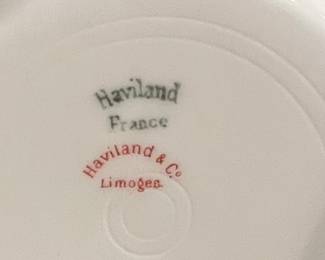 Haviland
France
Haviland & Co.
Limoges